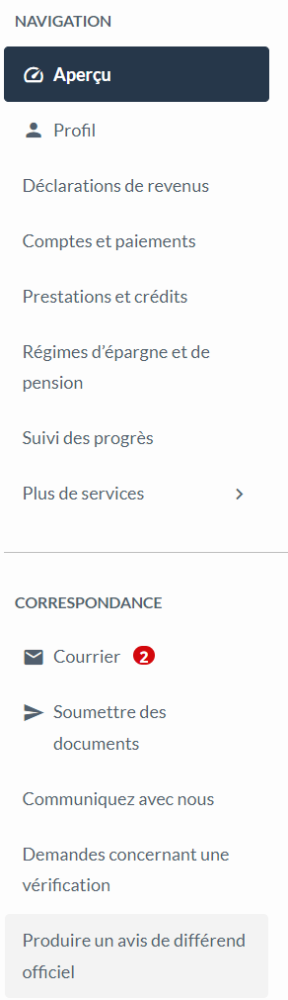 NAVIGATION
Aperçu
Profil
Déclarations de revenus
Comptes et paiements
Prestations et crédits
Régimes d’épargne et de
pension
Suivi des progrès
Plus de services
CORRESPONDANCE
Courrier 2
Soumettre des
documents
Communiquez avec nous
Demandes concernant une
vérification
Produire un avis de différend
officiel